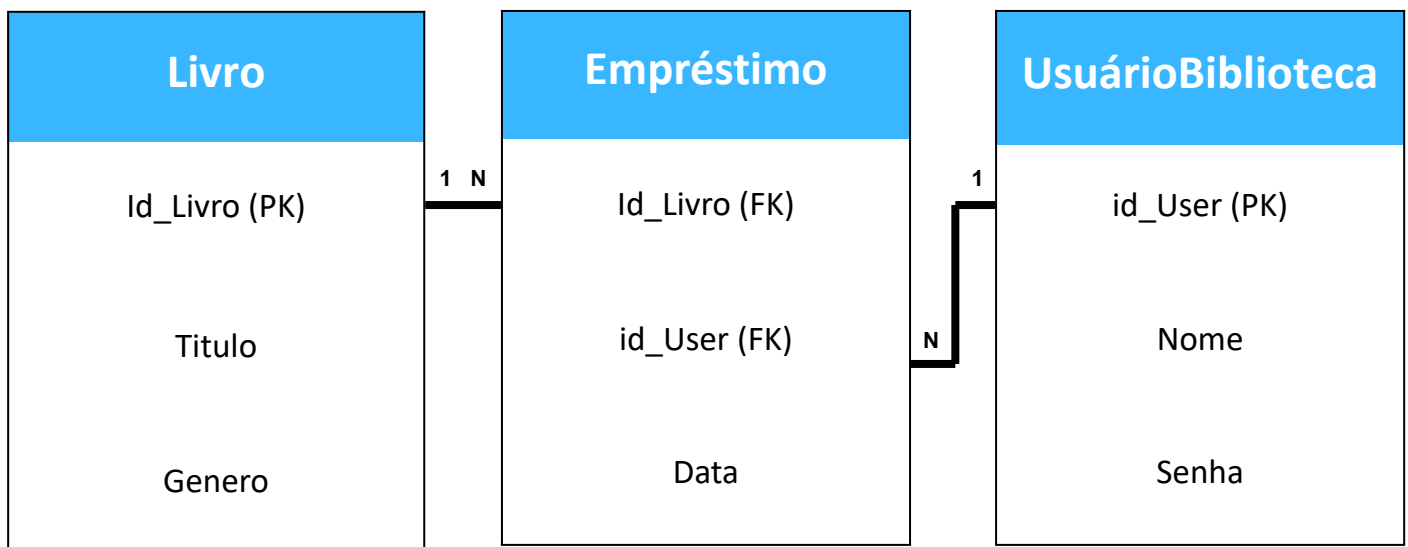 Livro
Id_Livro (PK)
Titulo
Genero
1 N
Empréstimo
Id_Livro (FK)
id_User (FK)
Data
1
N
UsuárioBiblioteca
id_User (PK)
Nome
Senha